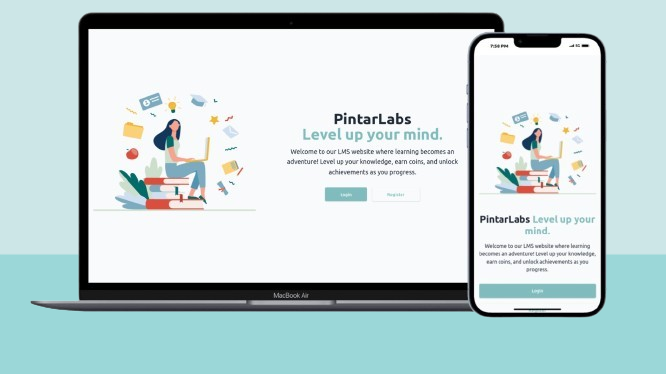 PintarLabs
Level up your mind.
Welcome to our LMS website where learning becomes an
adventure! Level up your knowledge, earn coins, and unlock
achievements as you progress.
Login
Register
MacBook Air
7:56 PM
5G
PintarLabs Level up your
mind.
Welcome to our LMS website where learning
becomes an adventure! Level up your knowledge,
earn coins, and unlock achievements as you
progress.
Login